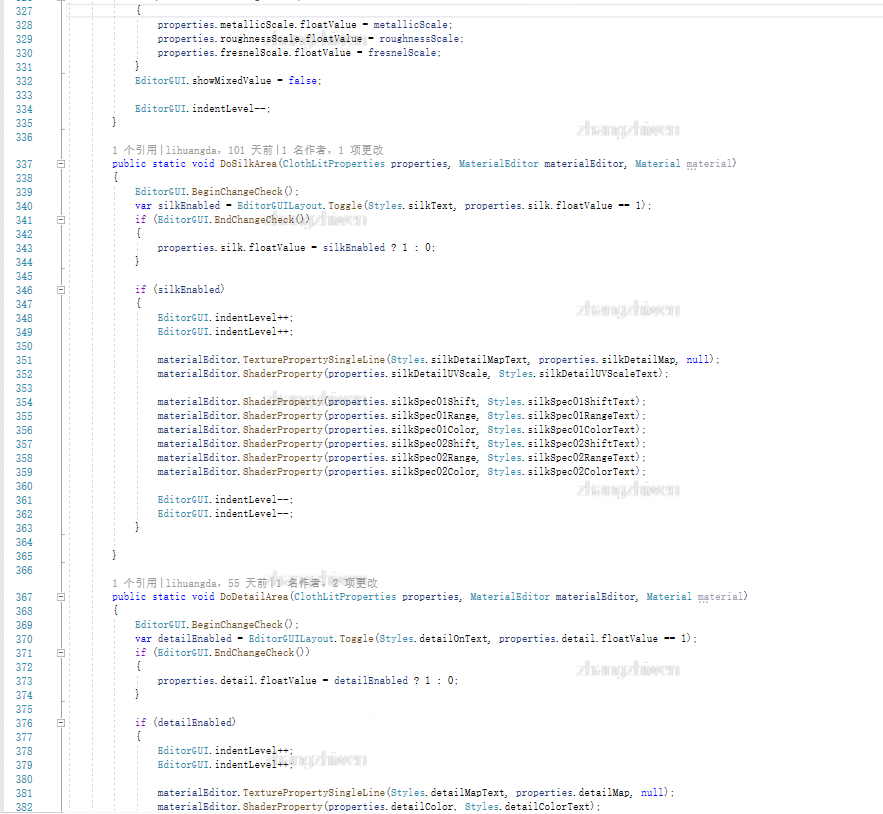 327 {
328 properties.metallicScale.floatValue = metallicScale;
329 properties.roughnessScale.floatValue = roughnessScale;
330 properties.fresnelScale.floatValue = fresnelScale;
331 }
332 EditorGUI.showMixedValue = false;
333
334 EditorGUI.indentLevel--;
335 }
336
1 个引用|lihuangda，101 天前|1 名作者，1 项更改
337 public static void DoSilkArea(ClothLitProperties properties, MaterialEditor materialEditor, Material material)
338 {
339 EditorGUI.BeginChangeCheck();
340 var silkEnabled = EditorGUILayout.Toggle(Styles.silkText, properties.silk.floatValue == 1);
341 if (EditorGUI.EndChangeCheck())
342 {
343 properties.silk.floatValue = silkEnabled ? 1 : 0;
344 }
345
346 if (silkEnabled)
347 {
348 EditorGUI.indentLevel++;
349 EditorGUI.indentLevel++;
350
351 materialEditor.TexturePropertySingleLine(Styles.silkDetailMapText, properties.silkDetailMap, null);
352 materialEditor.ShaderProperty(properties.silkDetailUVScale, Styles.silkDetailUVScaleText);
353
354 materialEditor.ShaderProperty(properties.silkSpec01Shift, Styles.silkSpec01ShiftText);
355 materialEditor.ShaderProperty(properties.silkSpec01Range, Styles.silkSpec01RangeText);
356 materialEditor.ShaderProperty(properties.silkSpec01Color, Styles.silkSpec01ColorText);
357 materialEditor.ShaderProperty(properties.silkSpec02Shift, Styles.silkSpec02ShiftText);
358 materialEditor.ShaderProperty(properties.silkSpec02Range, Styles.silkSpec02RangeText);
359 materialEditor.ShaderProperty(properties.silkSpec02Color, Styles.silkSpec02ColorText);
360
361 EditorGUI.indentLevel--;
362 EditorGUI.indentLevel--;
363 }
364
365 }
366
1 个引用|lihuangda，55 天前|1 名作者，2 项更改
367 public static void DoDetailArea(ClothLitProperties properties, MaterialEditor materialEditor, Material material)
368 {
369 EditorGUI.BeginChangeCheck();
370 var detailEnabled = EditorGUILayout.Toggle(Styles.detailOnText, properties.detail.floatValue == 1);
371 if (EditorGUI.EndChangeCheck())
372 {
373 properties.detail.floatValue = detailEnabled ? 1 : 0;
374 }
375
376 if (detailEnabled)
377 {
378 EditorGUI.indentLevel++;
379 EditorGUI.indentLevel++;
380
381 materialEditor.TexturePropertySingleLine(Styles.detailMapText, properties.detailMap, null);
382 materialEditor.ShaderProperty(properties.detailColor, Styles.detailColorText);
zhangzhiwen
zhangzhiwen
zhangzhiwen
zhangzhiwen
zhangzhiwen
zhangzhiwen
zhangzhiwen
zhangzhiwen
zhangzhiwen